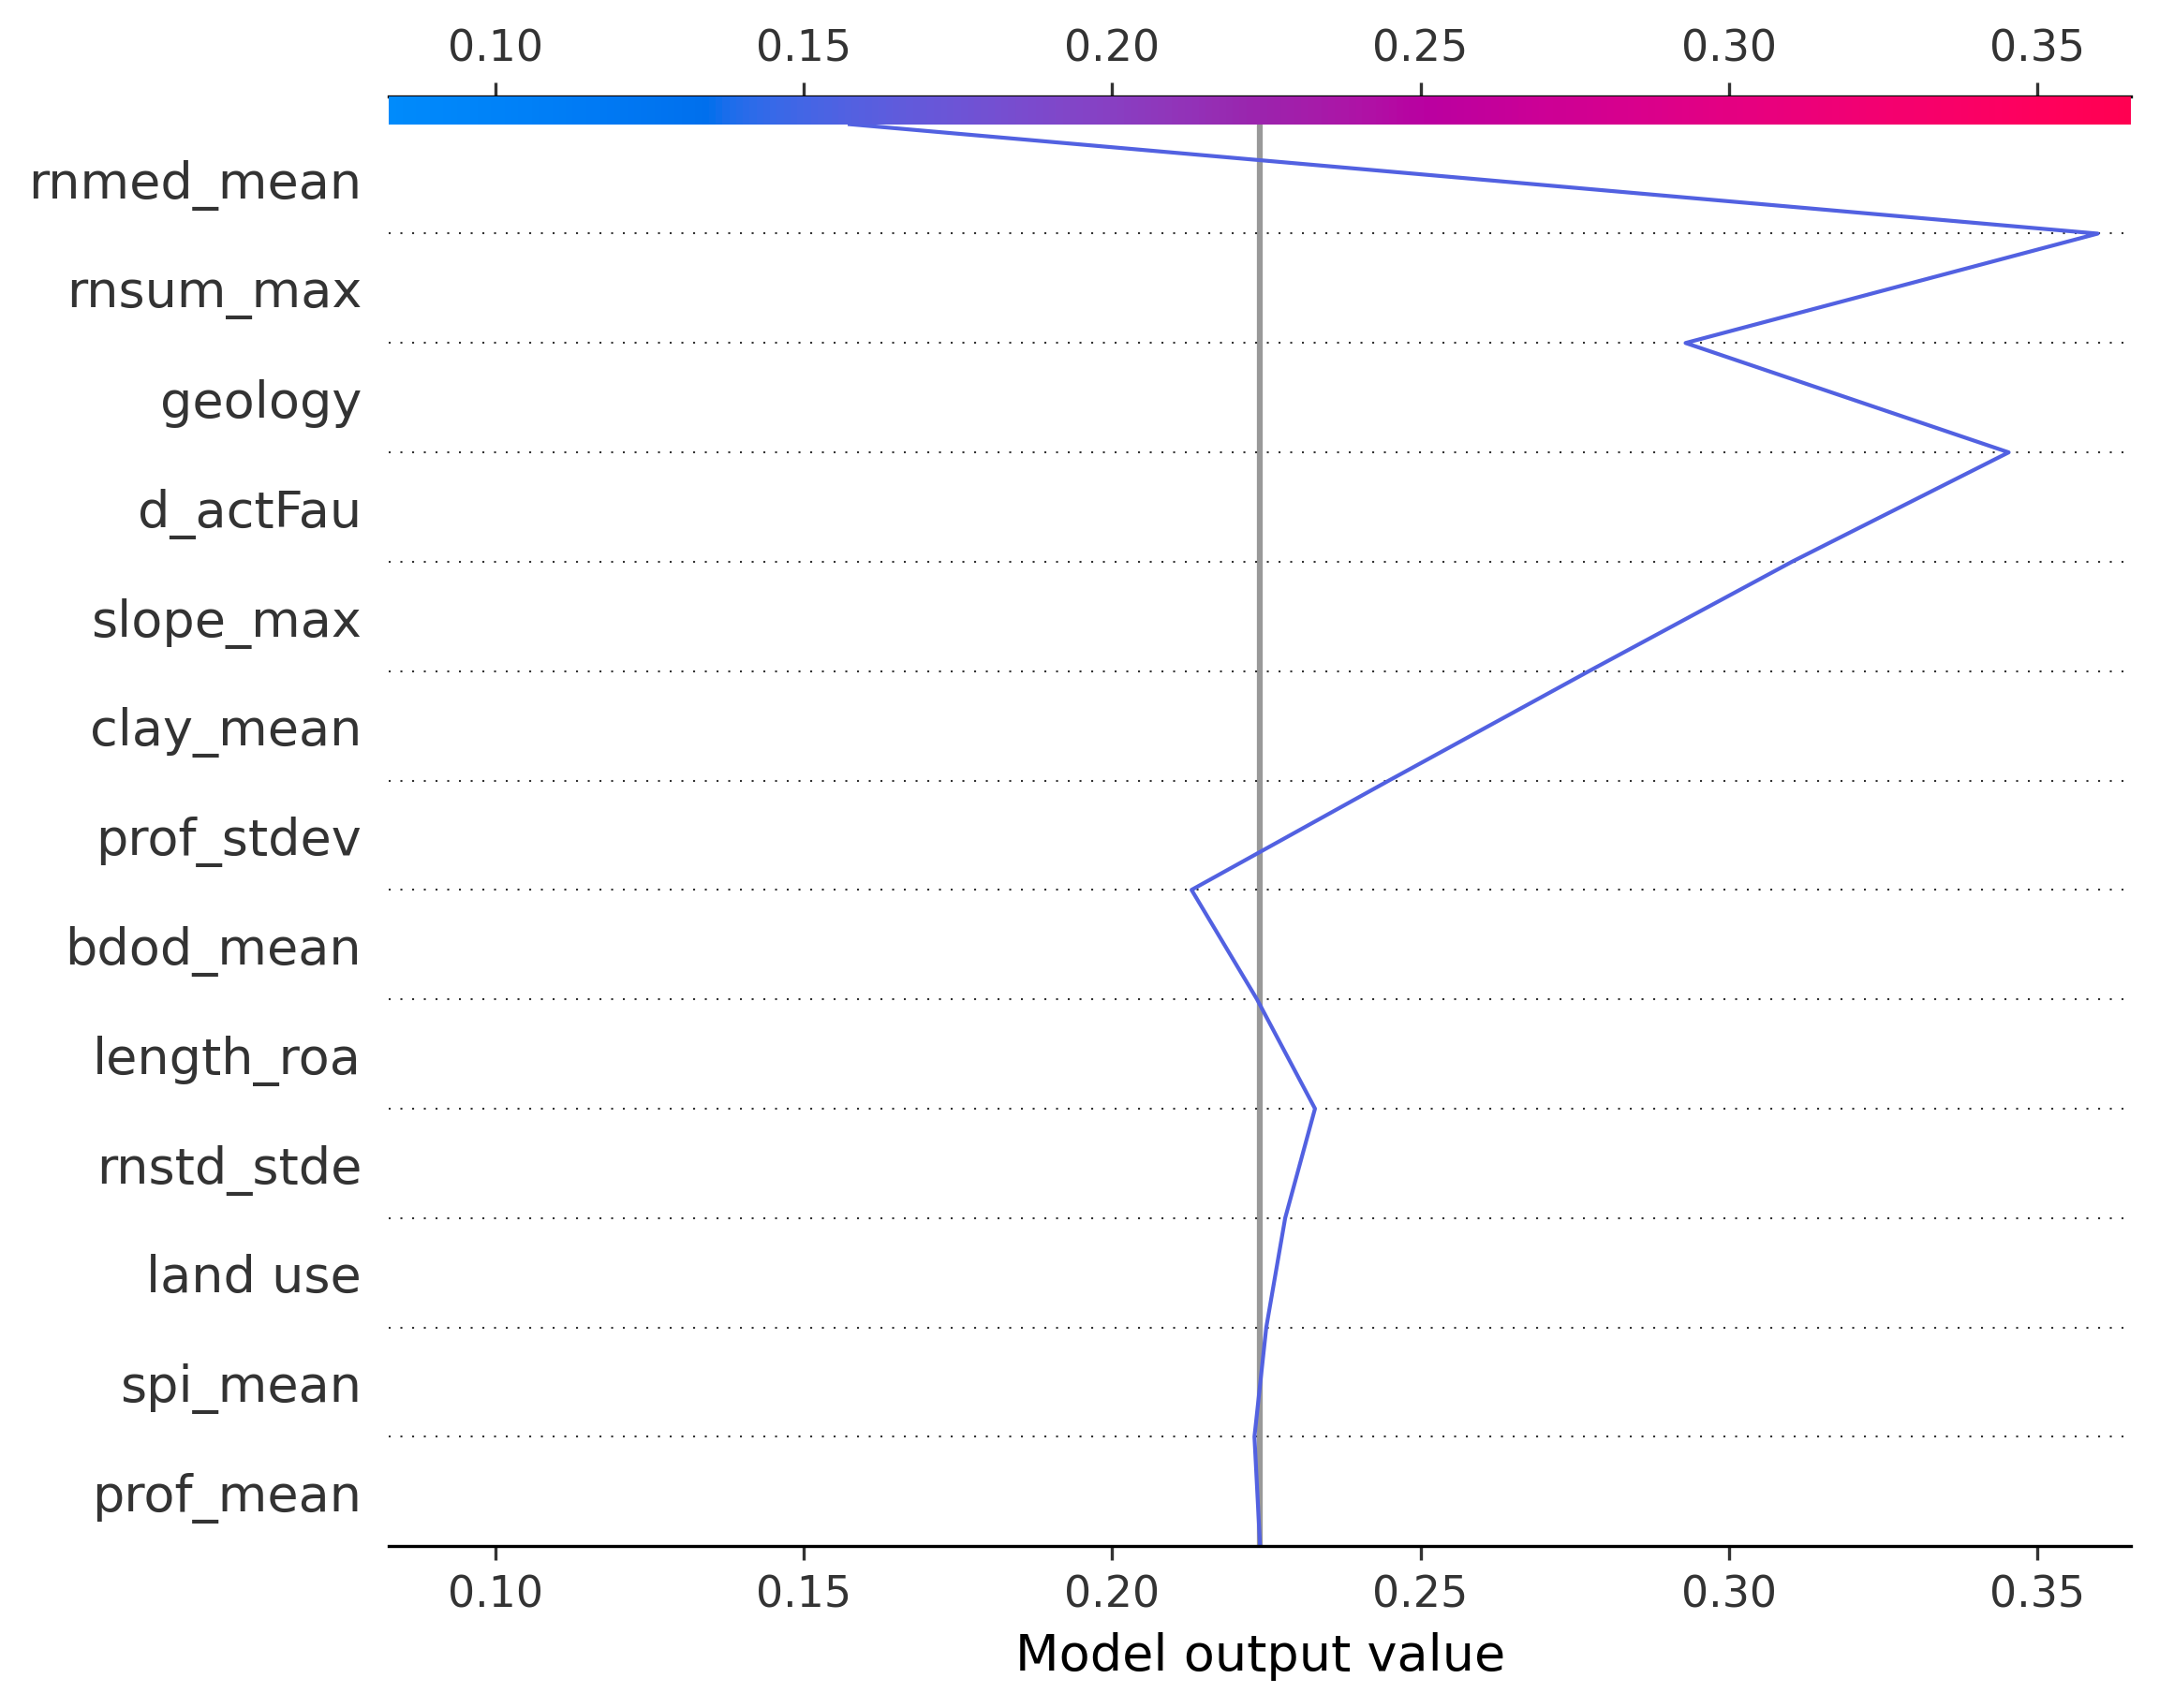 0.10 0.15 0.20 0.25 0.30 0.35
rnmed_mean
rnsum_max
geology
d_actFau
slope_max
clay_mean
prof_stdev
bdod_mean
length_roa
rnstd_stde
land use
spi_mean
prof_mean
0.10 0.15 0.20 0.25 0.30 0.35
Model output value